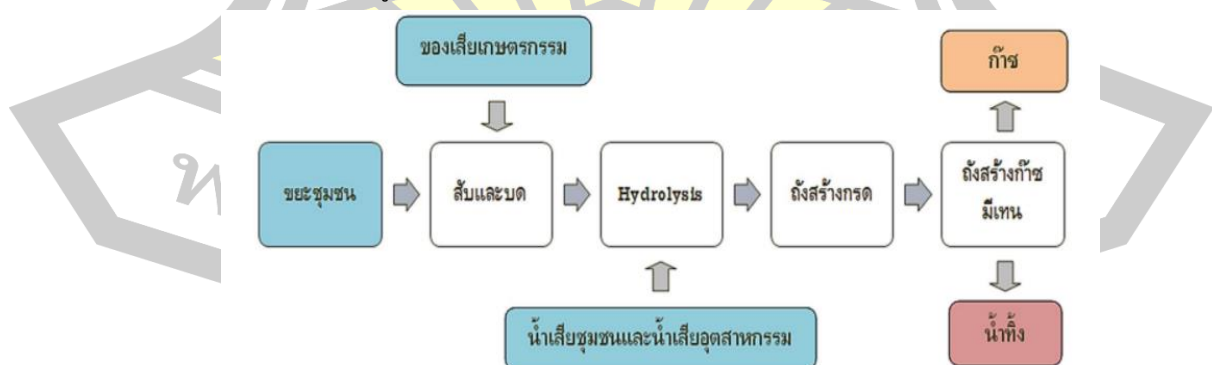 ของเสียเกษตรกรรม
ก๊าซ
ขยะชุมชน
สับและบด
Hydrolysis
ถังสร้างกรด
ถังสร้างก๊าซ
มีเทน
น้ำเสียชุมชนและน้ำเสียอุตสาหกรรม
น้ำทิ้ง